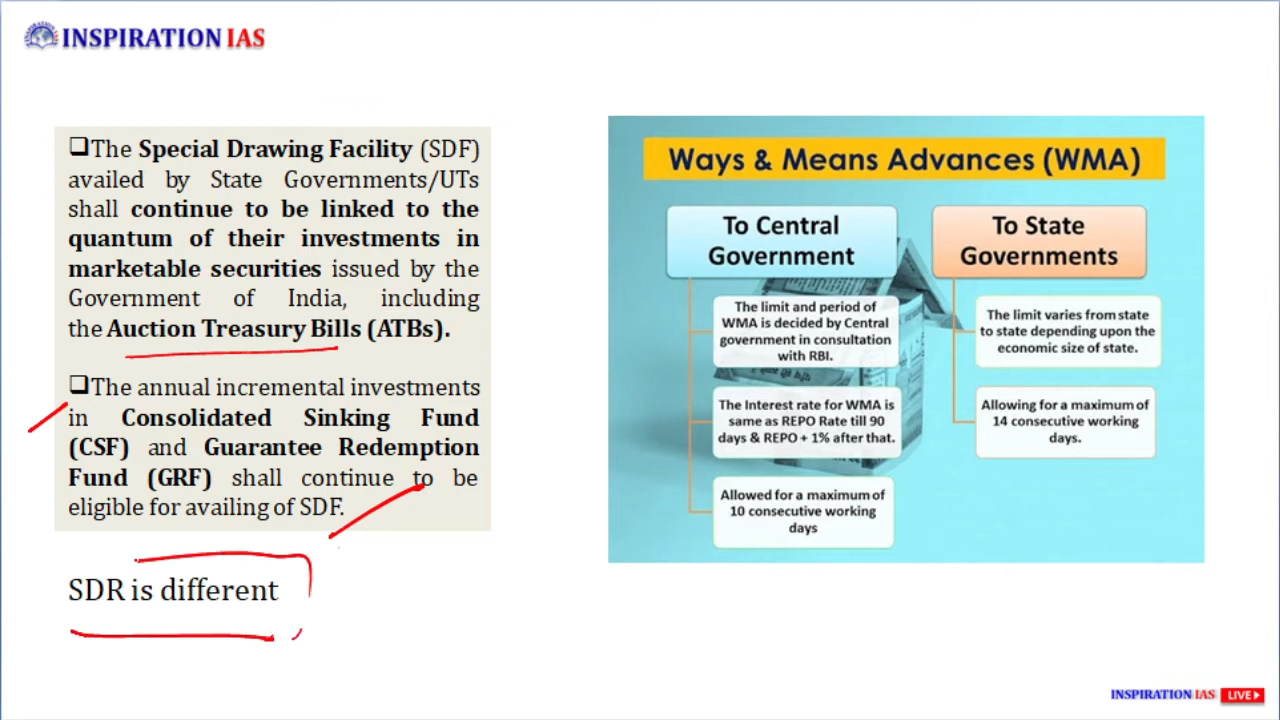 INSPIRATION IAS
❑The Special Drawing Facility (SDF)
availed by State Governments/UTs
shall continue to be linked to the
quantum of their investments in
marketable securities issued by the
Government of India, including
the Auction Treasury Bills (ATBs).
❑The annual incremental investments
in Consolidated Sinking Fund
(CSF) and Guarantee Redemption
Fund (GRF) shall continue to be
eligible for availing of SDF.
SDR is different
Ways & Means Advances (WMA)
To Central
Government
The limit and period of
WMA is decided by Central
government in consultation
with RBI.
The Interest rate for WMA is
same as REPO Rate till 90
days & REPO + 1% after that.
Allowed for a maximum of
10 consecutive working
days
To State
Governments
The limit varies from state
to state depending upon the
economic size of state.
Allowing for a maximum of
14 consecutive working
days.
INSPIRATION IAS LIVE